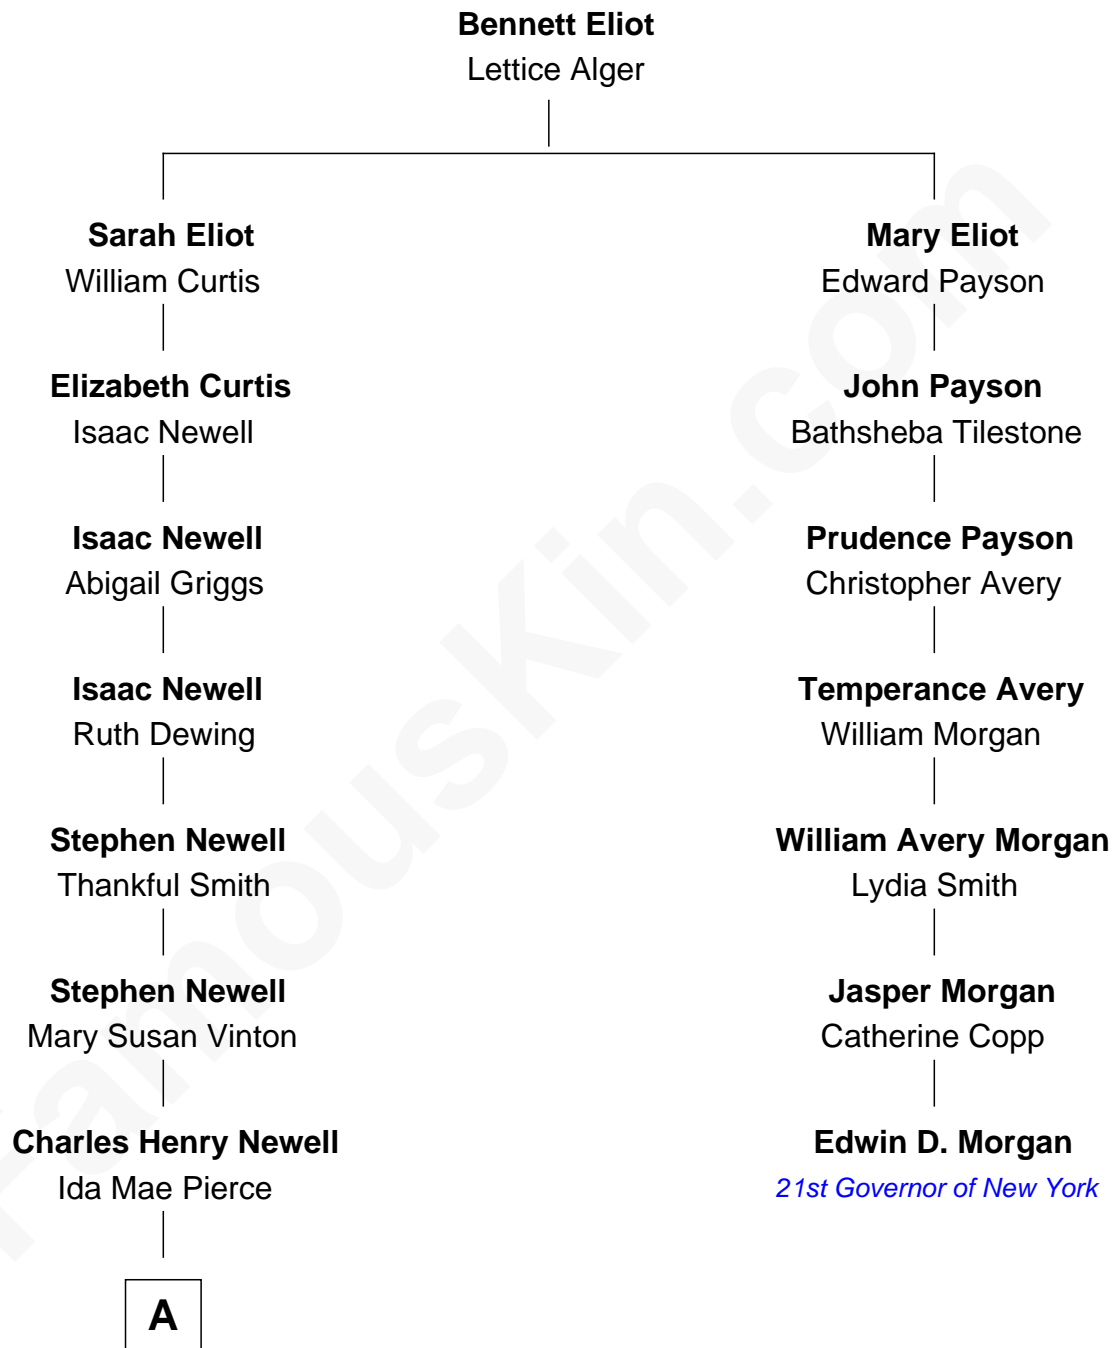 Bennett Eliot
Lettice Alger
Sarah Eliot
William Curtis
Mary Eliot
Edward Payson
Elizabeth Curtis
Isaac Newell
John Payson
Bathsheba Tilestone
Isaac Newell
Abigail Griggs
Prudence Payson
Christopher Avery
Isaac Newell
Ruth Dewing
Temperance Avery
William Morgan
Stephen Newell
Thankful Smith
William Avery Morgan
Lydia Smith
Stephen Newell
Mary Susan Vinton
Jasper Morgan
Catherine Copp
Charles Henry Newell
Ida Mae Pierce
Edwin D. Morgan
21st Governor of New York
A
FamousKin.com